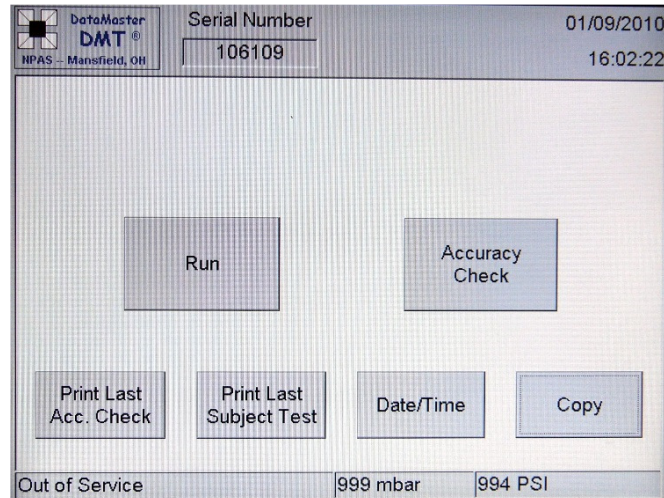 DataMaster
DMT ®
NPAS – Mansfield, OH
Serial Number
106109
01/09/2010
16:02:22
Run
Accuracy
Check
Print Last
Acc. Check
Print Last
Subject Test
Date/Time
Copy
Out of Service
999 mbar
994 PSI